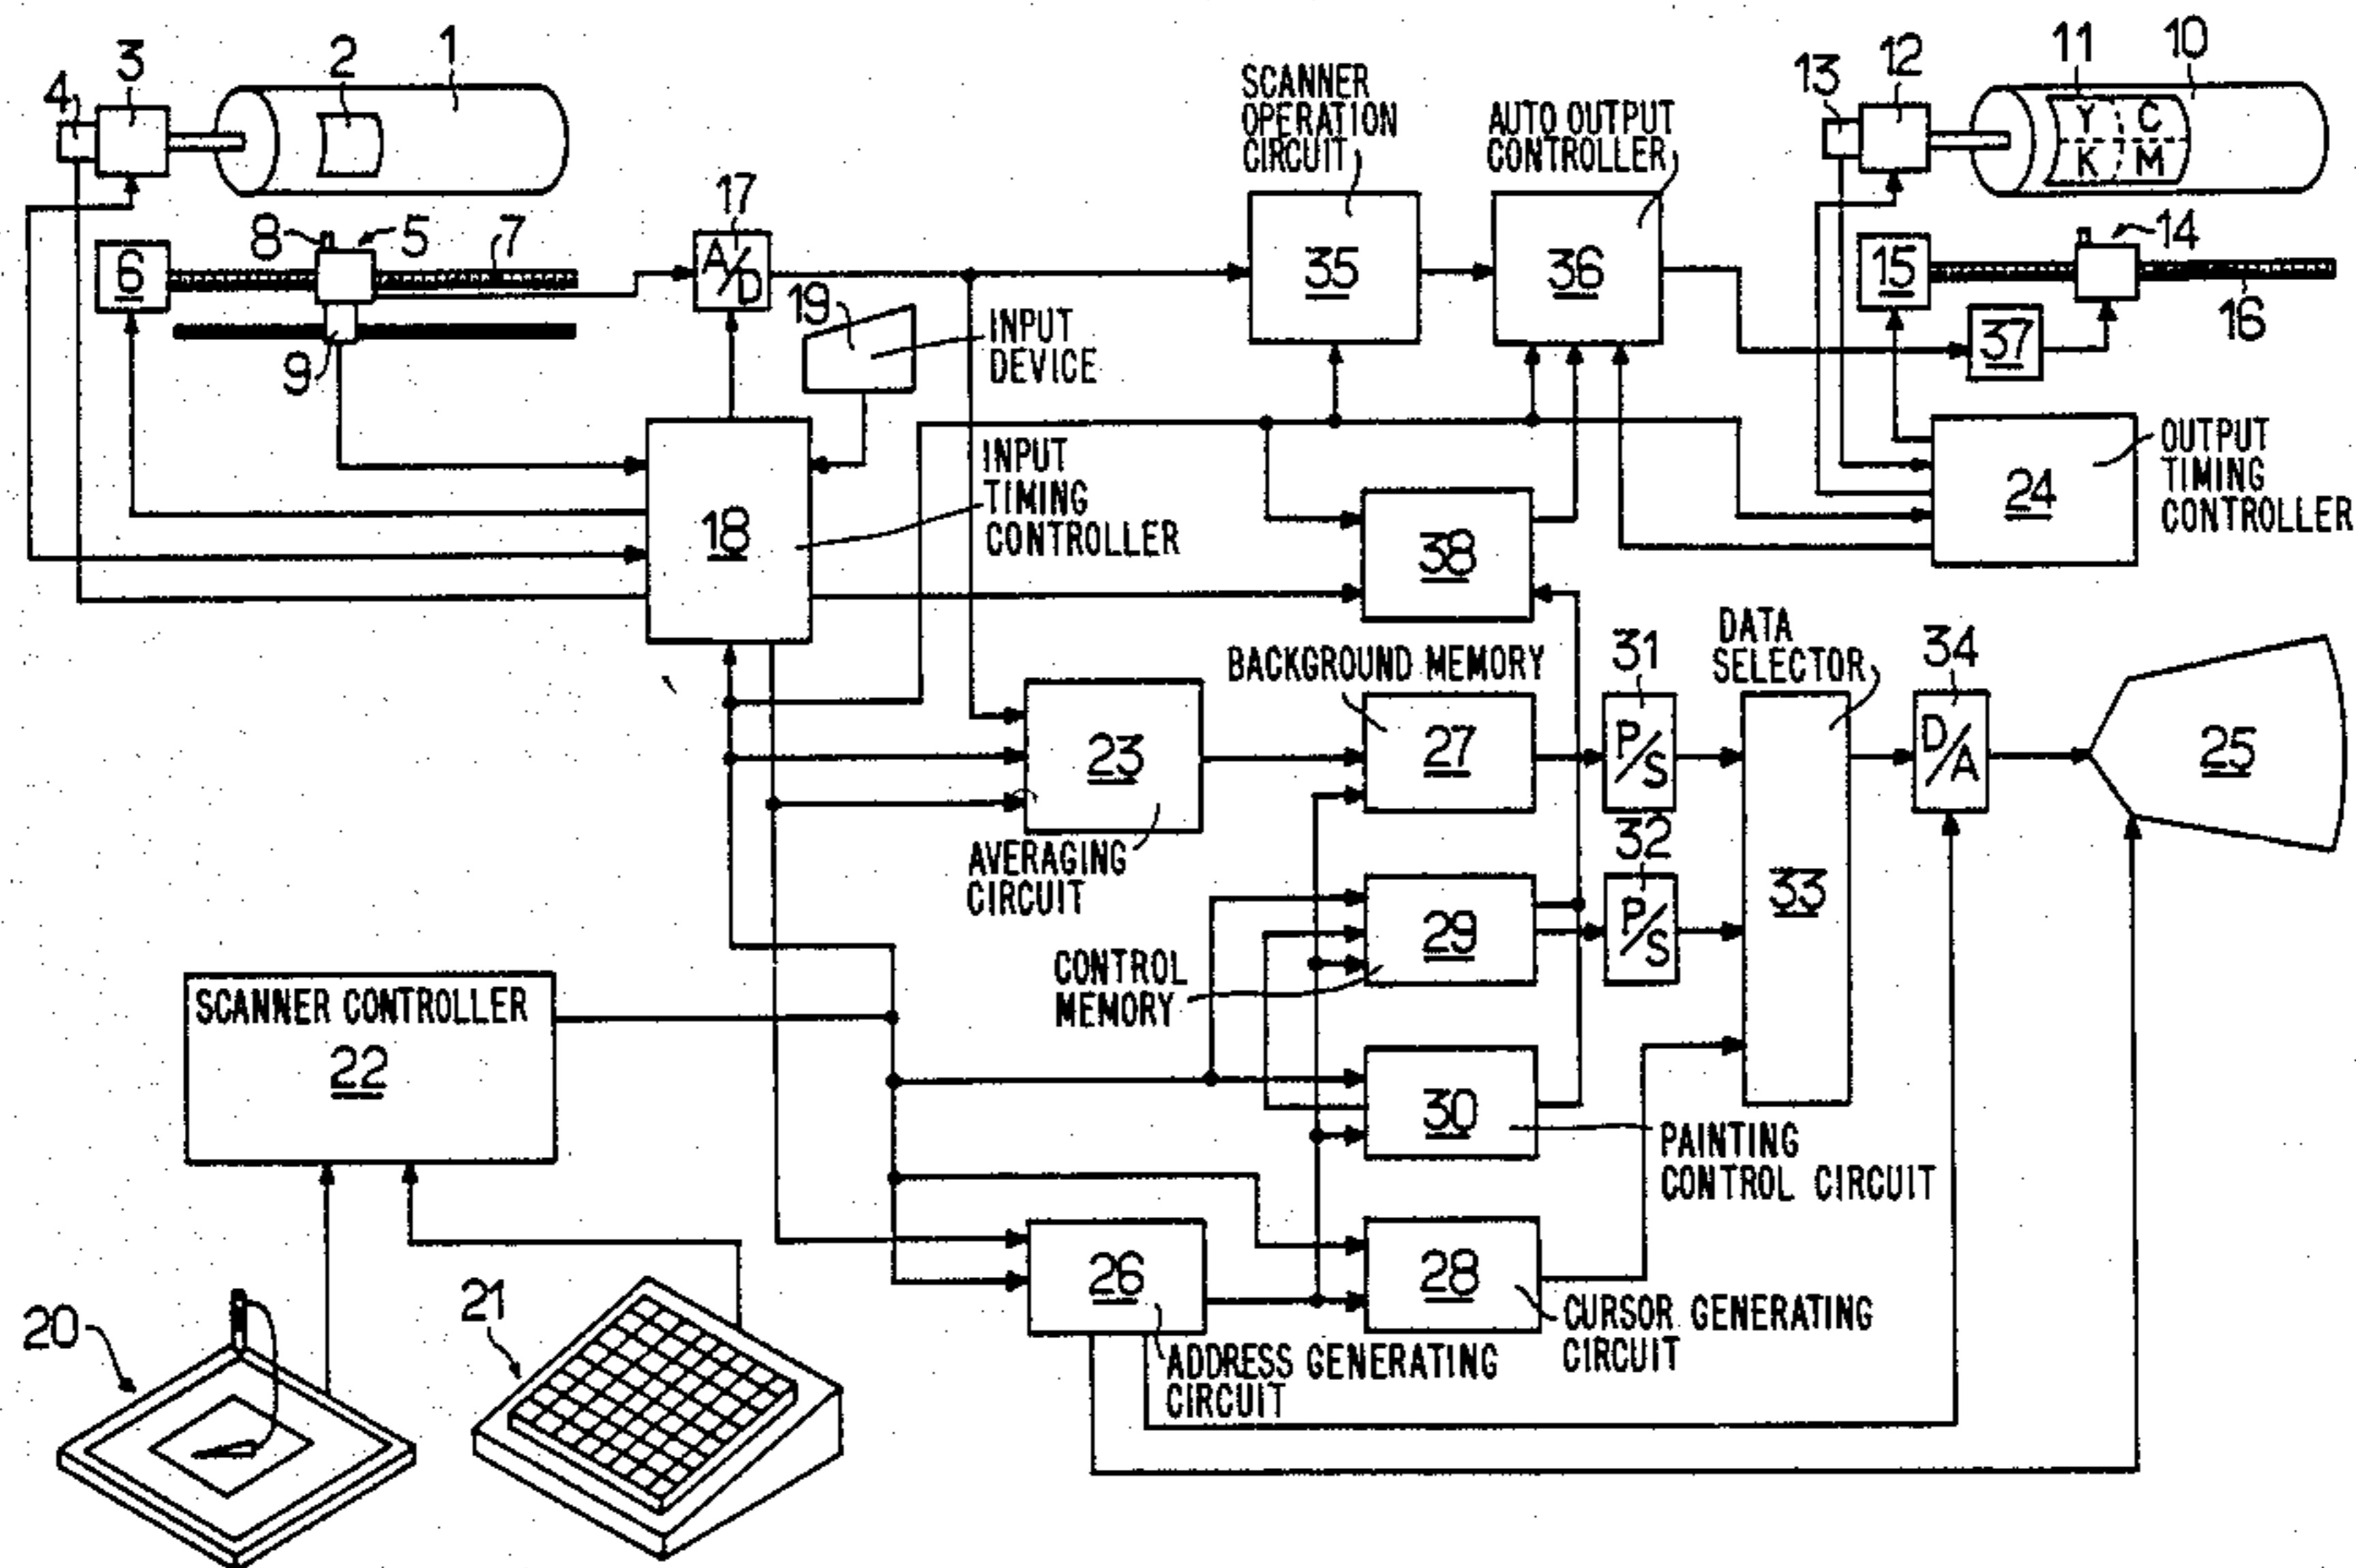 1
2
3
4
10
11
12
13
Y C
K M
SCANNER
OPERATION
CIRCUIT
AUTO OUTPUT
CONTROLLER
17
A/D
8
5
7
6
9
19
INPUT
DEVICE
35
36
14
15
16
37
INPUT
TIMING
CONTROLLER
18
38
24
OUTPUT
TIMING
CONTROLLER
BACKGROUND MEMORY
31
DATA
SELECTOR
34
23
27
P/S
D/A
25
AVERAGING
CIRCUIT
32
33
29
P/S
CONTROL
MEMORY
SCANNER CONTROLLER
22
30
PAINTING
CONTROL CIRCUIT
26
28
20
21
CURSOR GENERATING
CIRCUIT
ADDRESS GENERATING
CIRCUIT